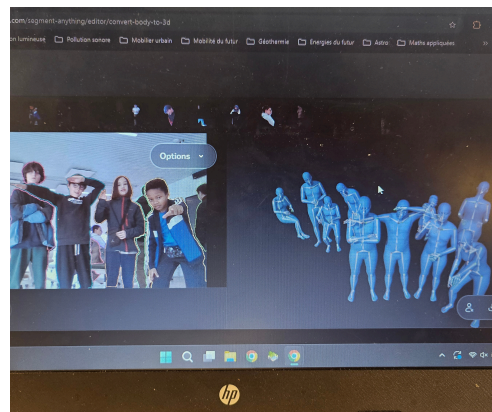 .com/segment-anything/editor/convert-body-to-3d
on lumineuse Pollution sonore Mobilier urbain Mobilité du futur Géothermie Energies du futur Astro Maths appliquées »
Options
hp